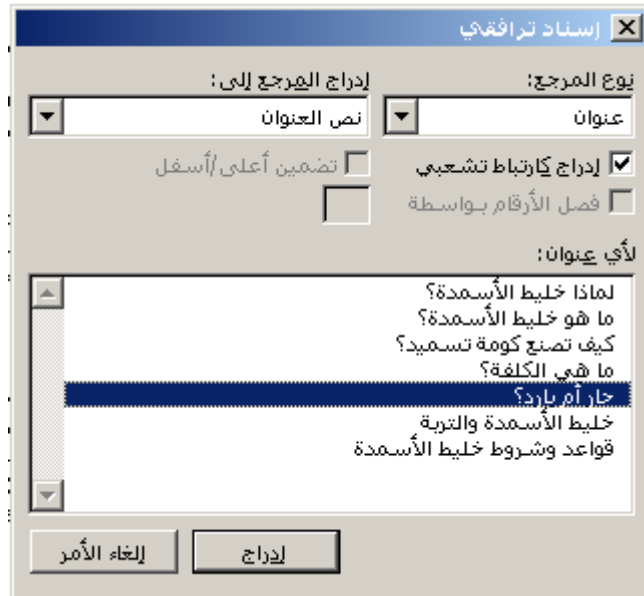 إسناد ترافقي
نوع المرجع:
إدراج المرجع إلى:
عنوان
نص العنوان
إدراج كارتباط تشعبي
تضمين أعلى/أسفل
فصل الأرقام بواسطة
لأي عنوان:
لماذا خليط الأسمدة؟
ما هو خليط الأسمدة؟
كيف تصنع كومة تسميد؟
ما هي الكلفة؟
حار أم بارد؟
خليط الأسمدة والتربة
قواعد وشروط خليط الأسمدة
إدراج
إلغاء الأمر